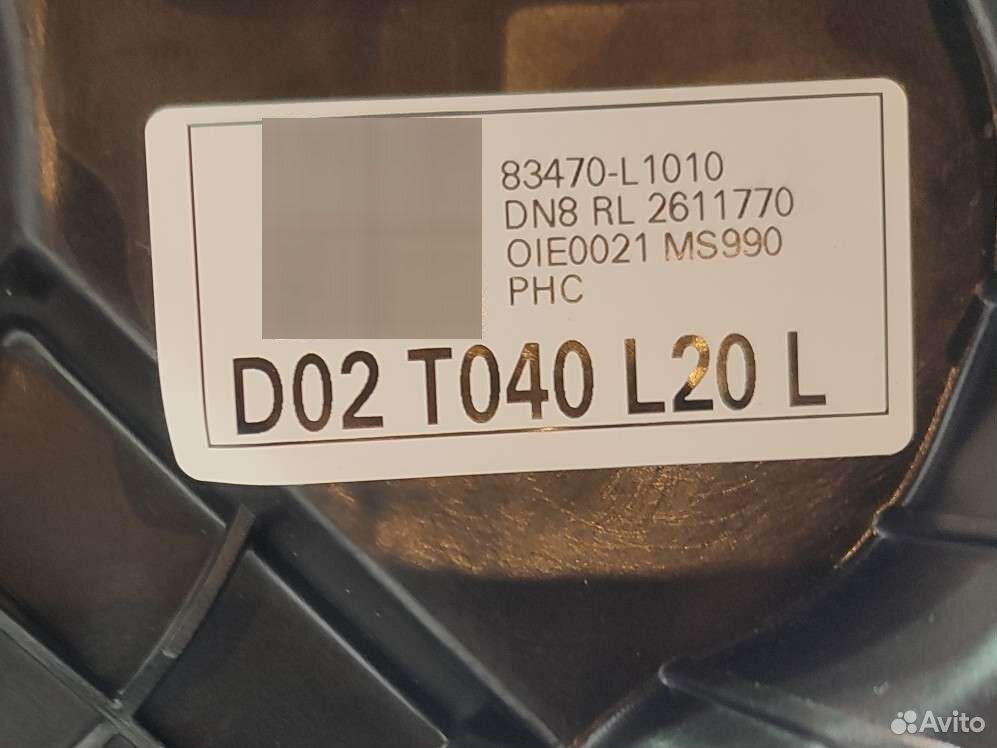 83470-L1010
DN8 RL 2611770
OIE0021 MS990
PHC
D02 T040 L20 L
Avito